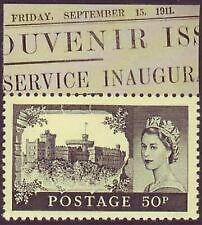 FRIDAY, SEPTEMBER 15, 1911.
OUVENIR ISS
SERVICE INAUGURA
POSTAGE 50P